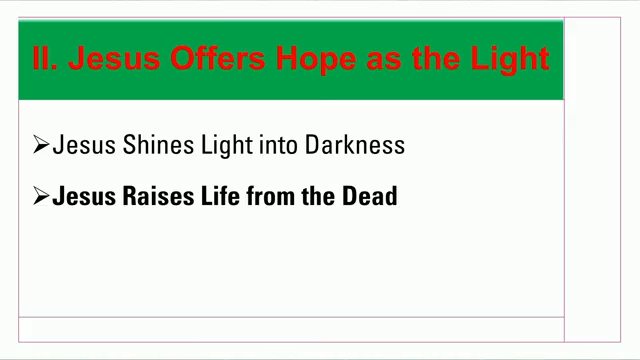 II. Jesus Offers Hope as the Light
➢Jesus Shines Light into Darkness
➢Jesus Raises Life from the Dead